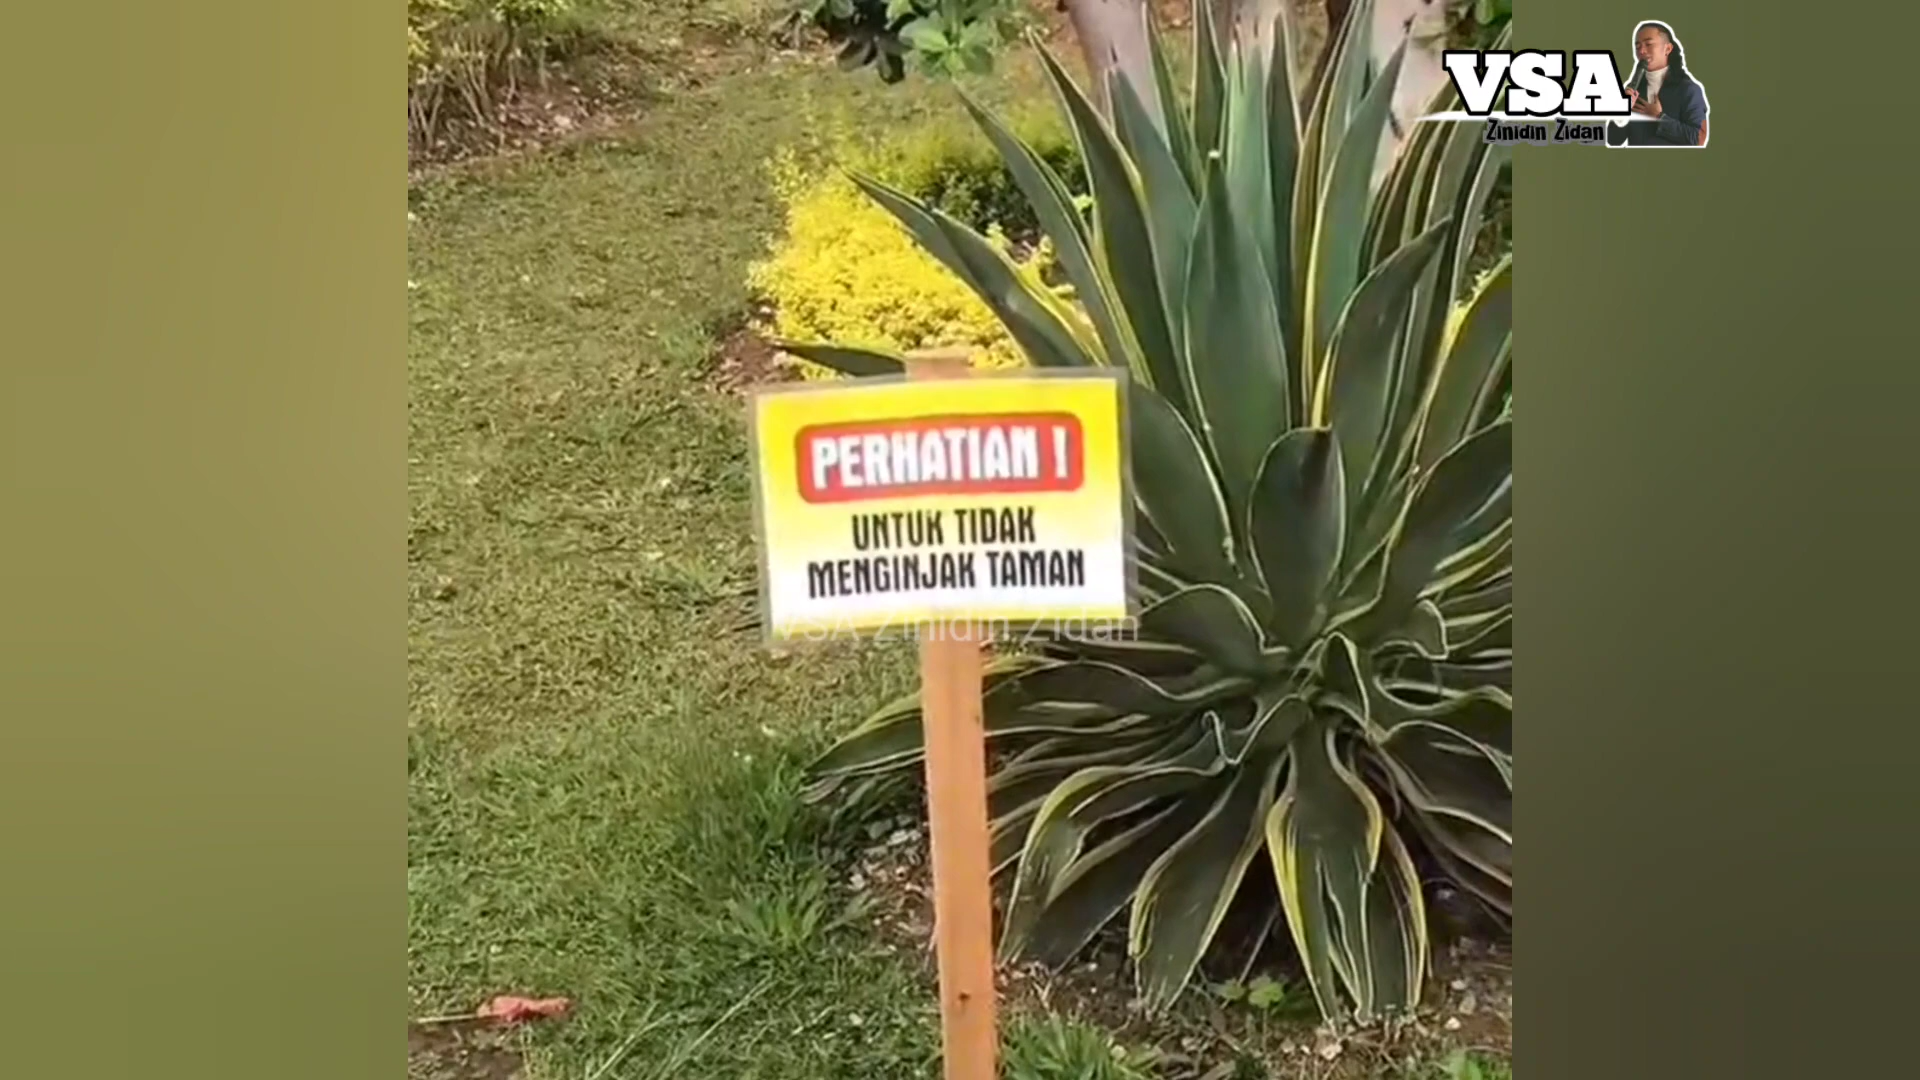 VSA
Zinidin Zidan
PERHATIAN !
UNTUK TIDAK
MENGINJAK TAMAN
VSA Zinidin Zidan